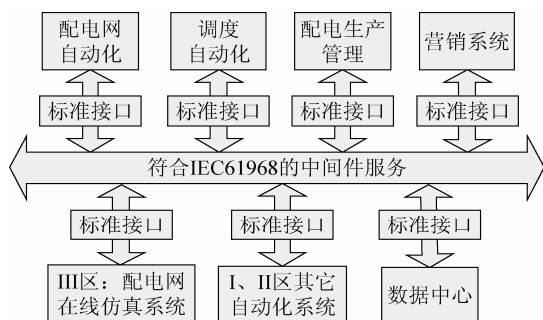 配电网
自动化
调度
自动化
配电生产
管理
营销系统
标准接口
标准接口
标准接口
标准接口
符合IEC61968的中间件服务
标准接口
标准接口
标准接口
III区：配电网
在线仿真系统
I、II区其它
自动化系统
数据中心